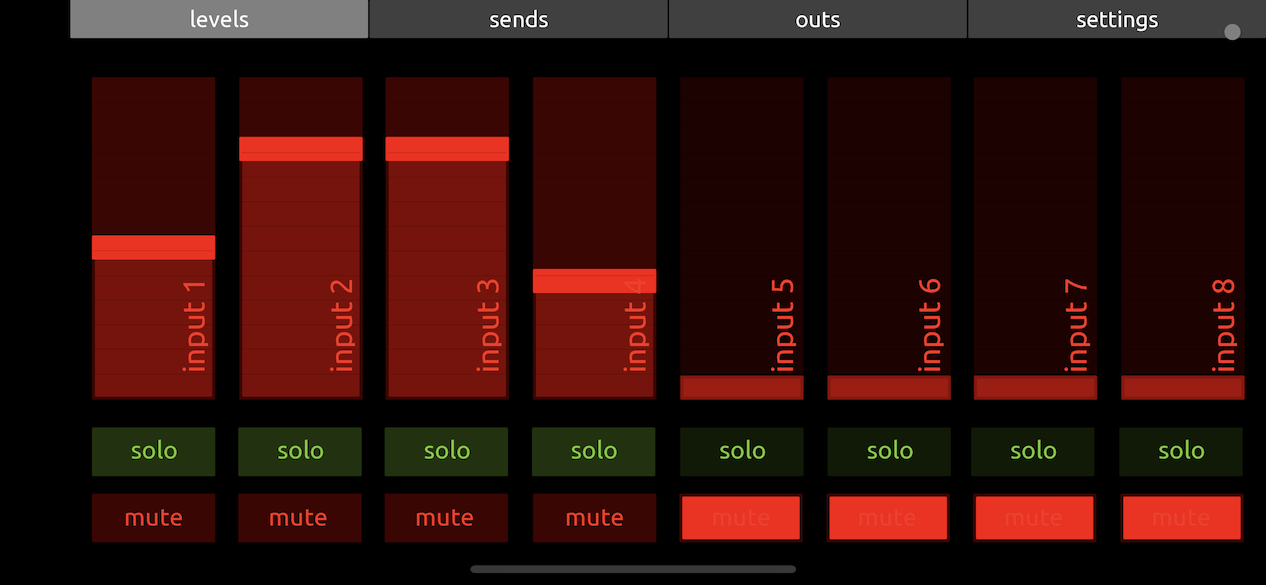 levels
sends
outs
settings
input 1
input 2
input 3
input 4
input 5
input 6
input 7
input 8
solo
solo
solo
solo
solo
solo
solo
solo
mute
mute
mute
mute
mute
mute
mute
mute